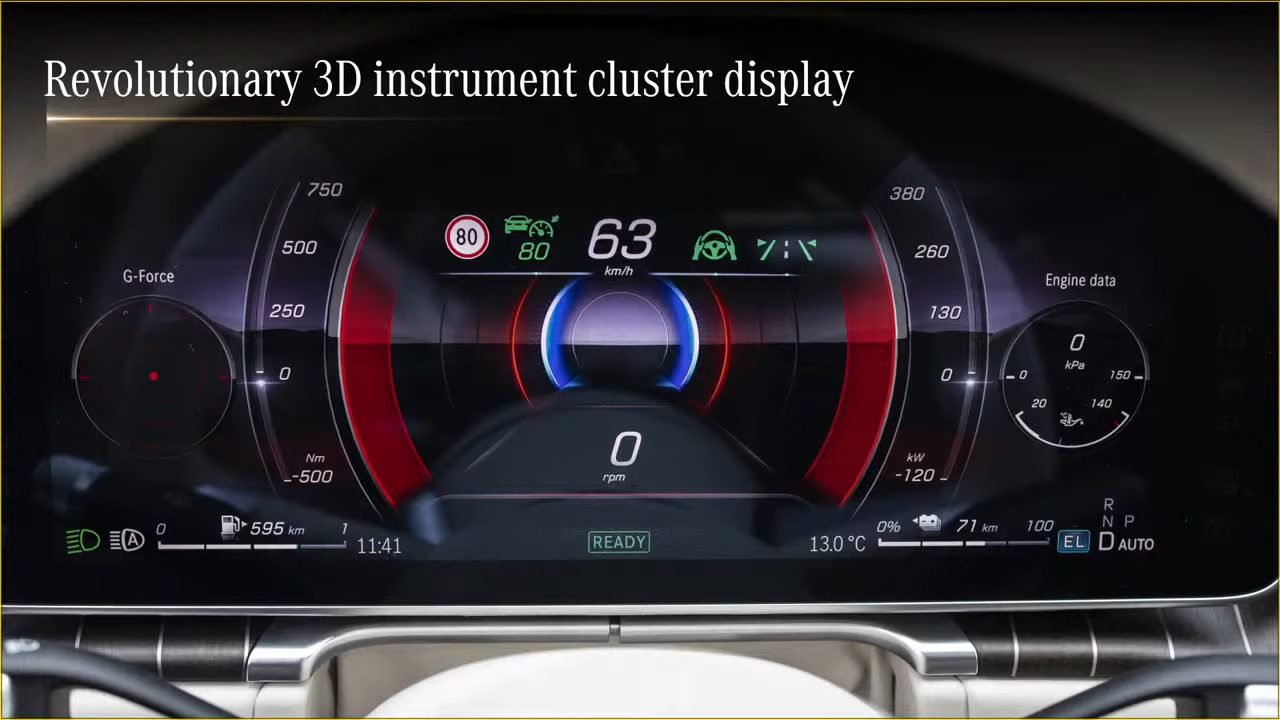 Revolutionary 3D instrument cluster display
750
380
80
80
63
km/h
500
260
G-Force
Engine data
250
130
0
kPa
0
0
0
150
20
140
°C
0
rpm
Nm
-500
kW
-120
R
N P
D AUTO
0
595 km
1
A
11:41
READY
13.0 °C
0%
71 km
100
EL